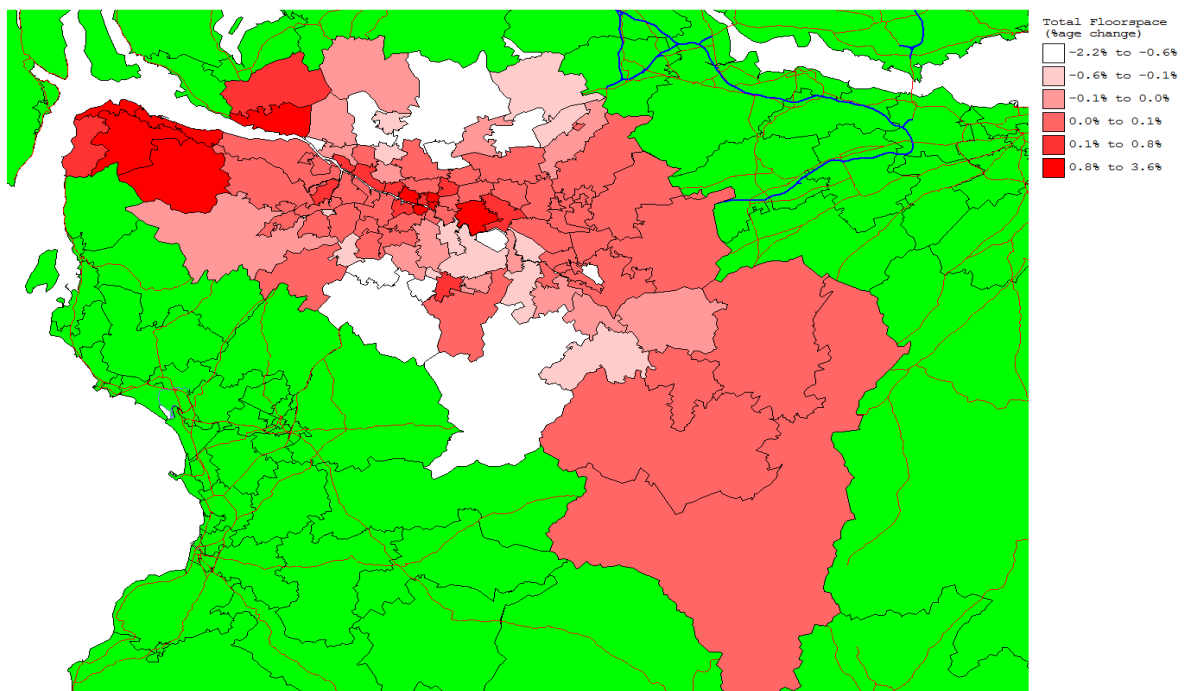 Total Floorspace
(%age change)
-2.2% to -0.6%
-0.6% to -0.1%
-0.1% to 0.0%
0.0% to 0.1%
0.1% to 0.8%
0.8% to 3.6%